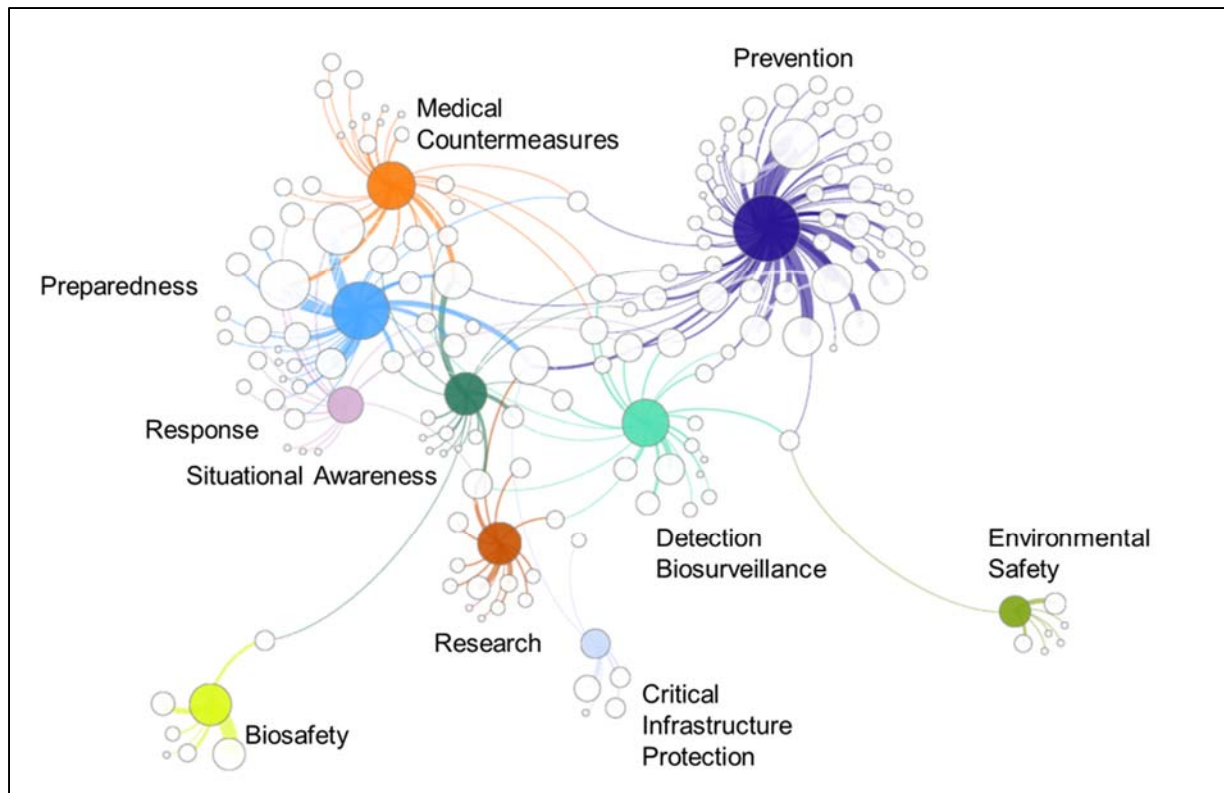 Prevention
Medical
Countermeasures
Preparedness
Response
Situational Awareness
Detection
Biosurveillance
Environmental
Safety
Research
Critical
Infrastructure
Protection
Biosafety